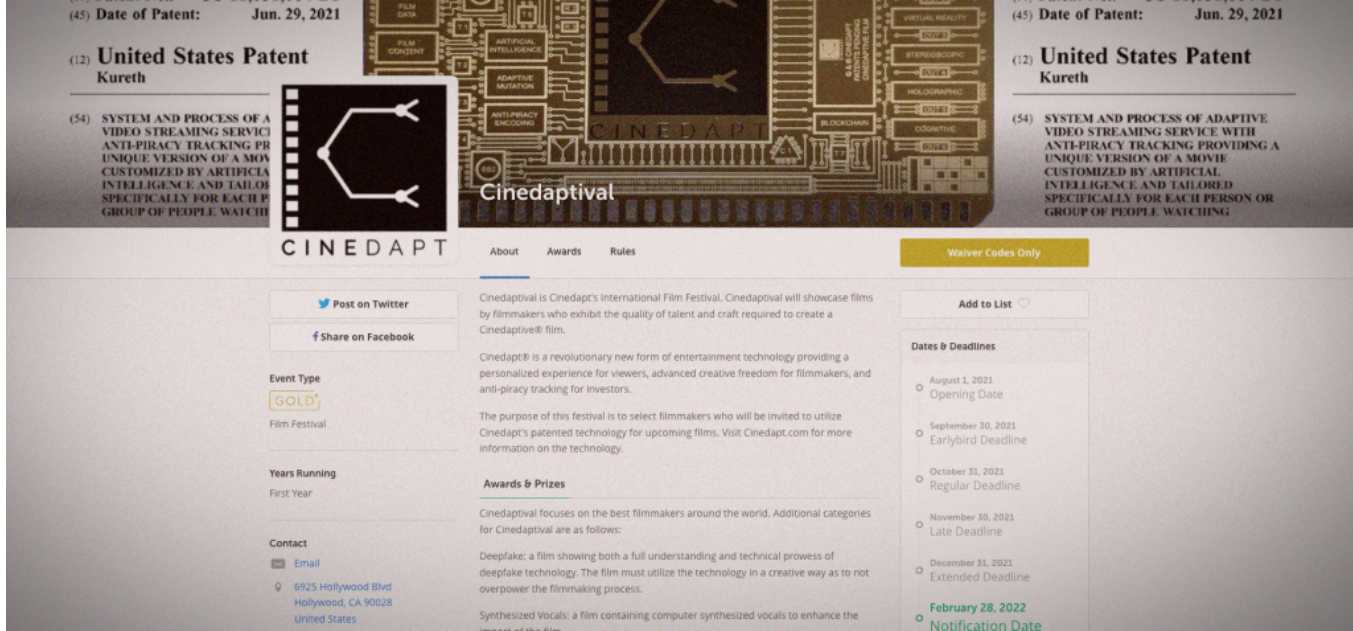 (45) Date of Patent: Jun. 29, 2021
(12) United States Patent
Kureth
(54) SYSTEM AND PROCESS OF A
VIDEO STREAMING SERVIC
ANTI-PIRACY TRACKING PR
UNIQUE VERSION OF A MOV
CUSTOMIZED BY ARTIFICIA
INTELLIGENCE AND TAILOR
SPECIFICALLY FOR EACH P
GROUP OF PEOPLE WATCHI
FILM
DATA
FILM
CONTENT
ARTIFICIAL
INTELLIGENCE
ADAPTIVE
MUTATION
ANTI-PIRACY
ENCODING
CINEDAPT
BLOCKCHAIN
VIRTUAL REALITY
OUT 3
STEREOSCOPIC
OUT 4
HOLOGRAPHIC
OUT 5
COGNITIVE
(45) Date of Patent: Jun. 29, 2021
(12) United States Patent
Kureth
(54) SYSTEM AND PROCESS OF ADAPTIVE
VIDEO STREAMING SERVICE WITH
ANTI-PIRACY TRACKING PROVIDING A
UNIQUE VERSION OF A MOVIE
CUSTOMIZED BY ARTIFICIAL
INTELLIGENCE AND TAILORED
SPECIFICALLY FOR EACH PERSON OR
GROUP OF PEOPLE WATCHING
CINEDAPT
Cinedaptival
About Awards Rules
Waiver Codes Only
Post on Twitter
Share on Facebook
Event Type
GOLD
Film Festival
Years Running
First Year
Contact
Email
6925 Hollywood Blvd
Hollywood, CA 90028
United States
Cinedaptival is Cinedapt's International Film Festival. Cinedaptival will showcase films
by filmmakers who exhibit the quality of talent and craft required to create a
Cinedaptive® film.
Cinedapt® is a revolutionary new form of entertainment technology providing a
personalized experience for viewers, advanced creative freedom for filmmakers, and
anti-piracy tracking for investors.
The purpose of this festival is to select filmmakers who will be invited to utilize
Cinedapt's patented technology for upcoming films. Visit Cinedapt.com for more
information on the technology.
Awards & Prizes
Cinedaptival focuses on the best filmmakers around the world. Additional categories
for Cinedaptival are as follows:
Deepfake: a film showing both a full understanding and technical prowess of
deepfake technology. The film must utilize the technology in a creative way as to not
overpower the filmmaking process.
Synthesized Vocals: a film containing computer synthesized vocals to enhance the
impact of the film.
Add to List
Dates & Deadlines
August 1, 2021
Opening Date
September 30, 2021
Earlybird Deadline
October 31, 2021
Regular Deadline
November 30, 2021
Late Deadline
December 31, 2021
Extended Deadline
February 28, 2022
Notification Date